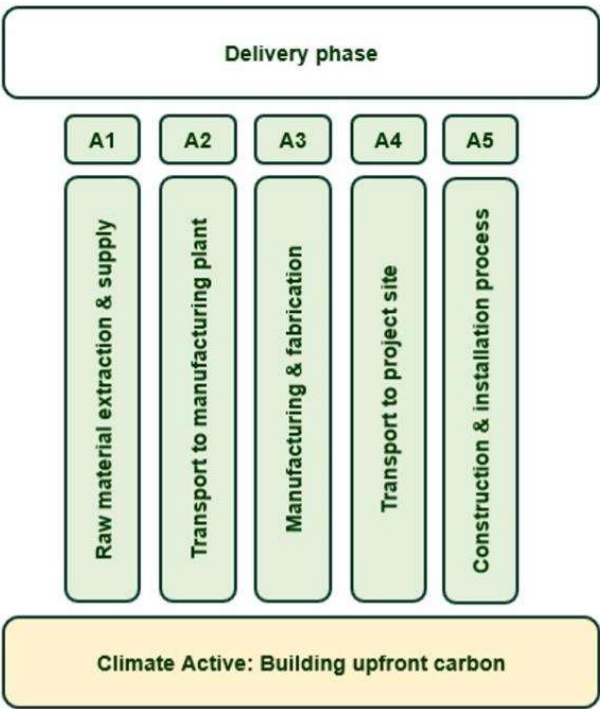 Delivery phase
A1
A2
A3
A4
A5
Raw material extraction & supply
Transport to manufacturing plant
Manufacturing & fabrication
Transport to project site
Construction & installation process
Climate Active: Building upfront carbon